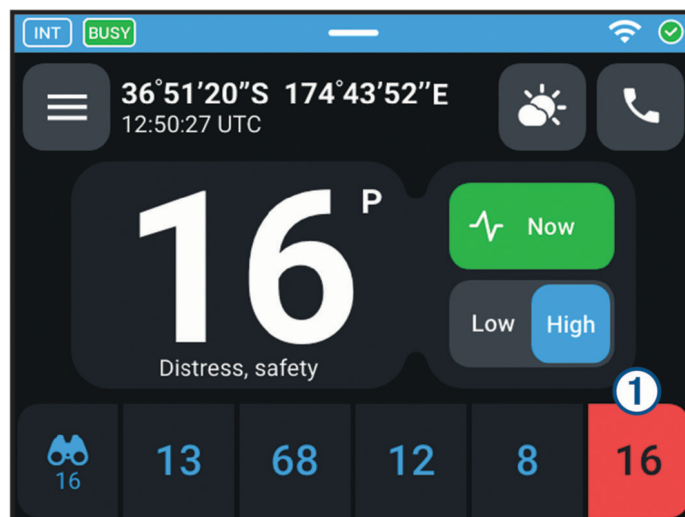 INT BUSY
36°51'20"S 174°43'52"E
12:50:27 UTC
16 P
Now
Low High
Distress, safety
1
16 13 68 12 8 16